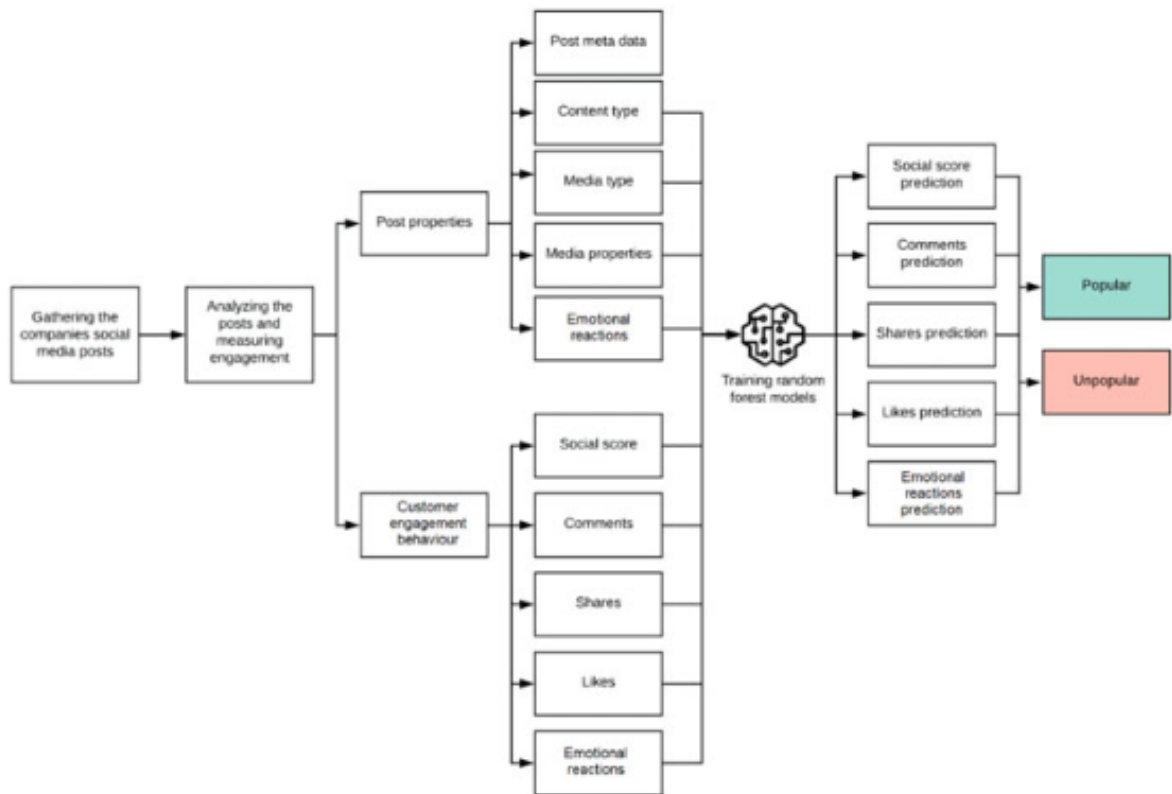 Gathering the
companies social
media posts
Analyzing the
posts and
measuring
engagement
Post properties
Customer
engagement
behaviour
Post meta data
Content type
Media type
Media properties
Emotional
reactions
Social score
Comments
Shares
Likes
Emotional
reactions
Training random
forest models
Social score
prediction
Comments
prediction
Shares prediction
Likes prediction
Emotional
reactions
prediction
Popular
Unpopular